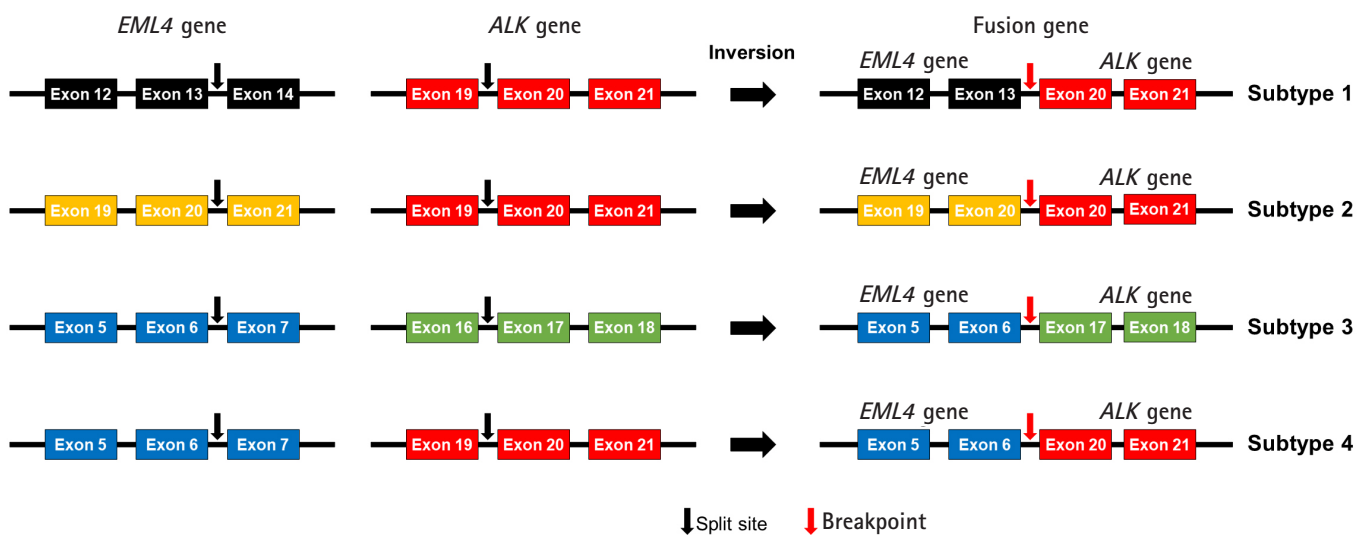 EML4 gene ALK gene Fusion gene
Inversion
EML4 gene ALK gene
Exon 12 Exon 13 Exon 14 Exon 19 Exon 20 Exon 21 Exon 12 Exon 13 Exon 20 Exon 21 Subtype 1
EML4 gene ALK gene
Exon 19 Exon 20 Exon 21 Exon 19 Exon 20 Exon 21 Exon 19 Exon 20 Exon 20 Exon 21 Subtype 2
EML4 gene ALK gene
Exon 5 Exon 6 Exon 7 Exon 16 Exon 17 Exon 18 Exon 5 Exon 6 Exon 17 Exon 18 Subtype 3
EML4 gene ALK gene
Exon 5 Exon 6 Exon 7 Exon 19 Exon 20 Exon 21 Exon 5 Exon 6 Exon 20 Exon 21 Subtype 4
Split site Breakpoint